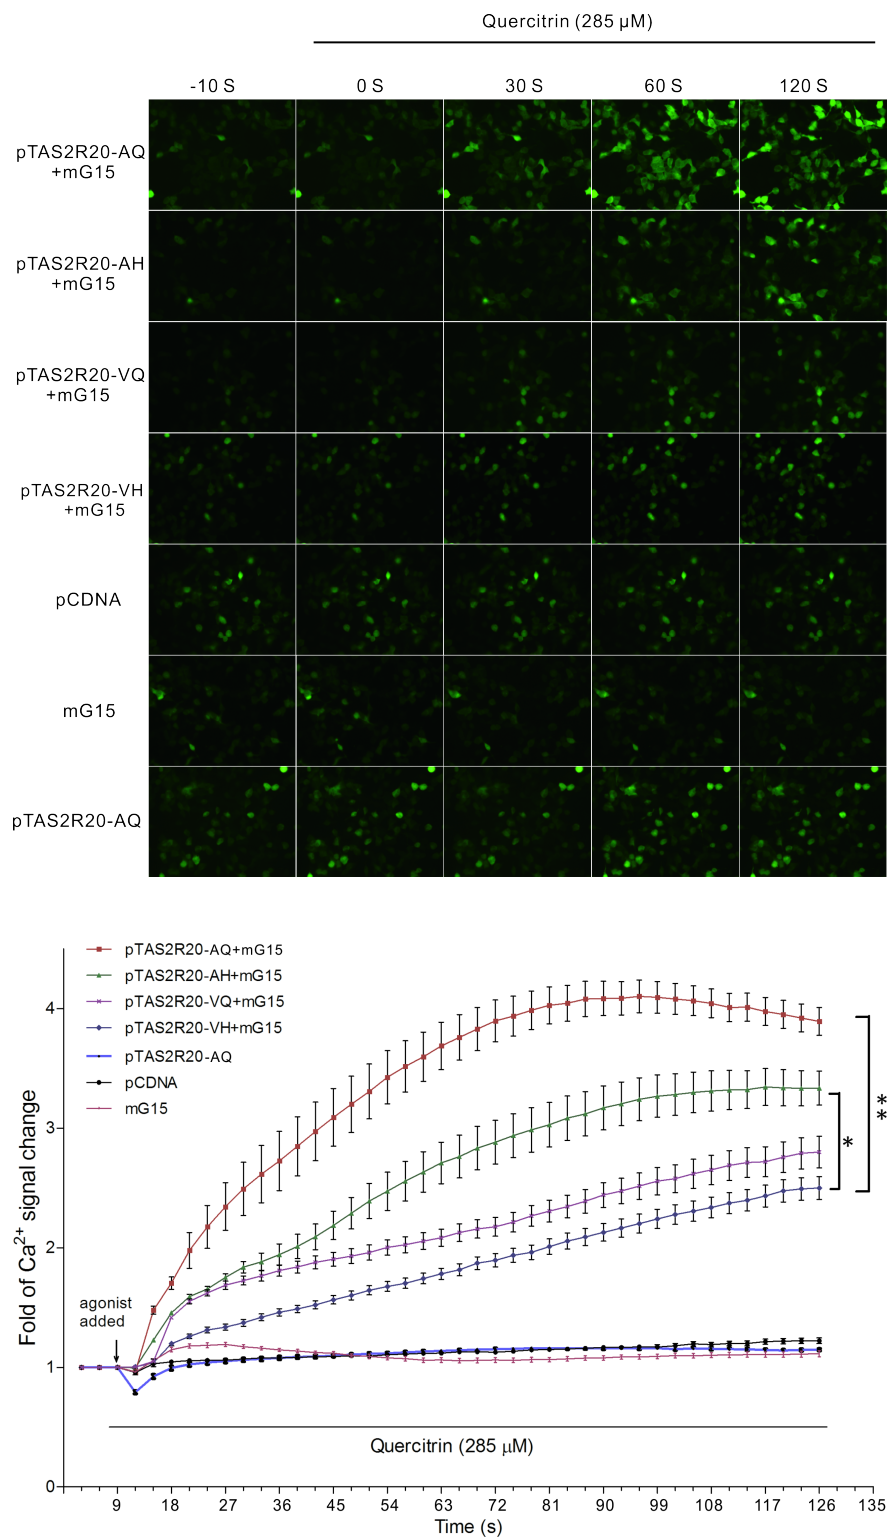 Quercitrin (285 µM)
-10 S 0 S 30 S 60 S 120 S
pTAS2R20-AQ
+mG15
pTAS2R20-AH
+mG15
pTAS2R20-VQ
+mG15
pTAS2R20-VH
+mG15
pCDNA
mG15
pTAS2R20-AQ
pTAS2R20-AQ+mG15
pTAS2R20-AH+mG15
pTAS2R20-VQ+mG15
pTAS2R20-VH+mG15
pTAS2R20-AQ
pCDNA
mG15
Fold of Ca2+ signal change
4
3
2
1
0
agonist
added
*
**
Quercitrin (285 µM)
9 18 27 36 45 54 63 72 81 90 99 108 117 126 135
Time (s)